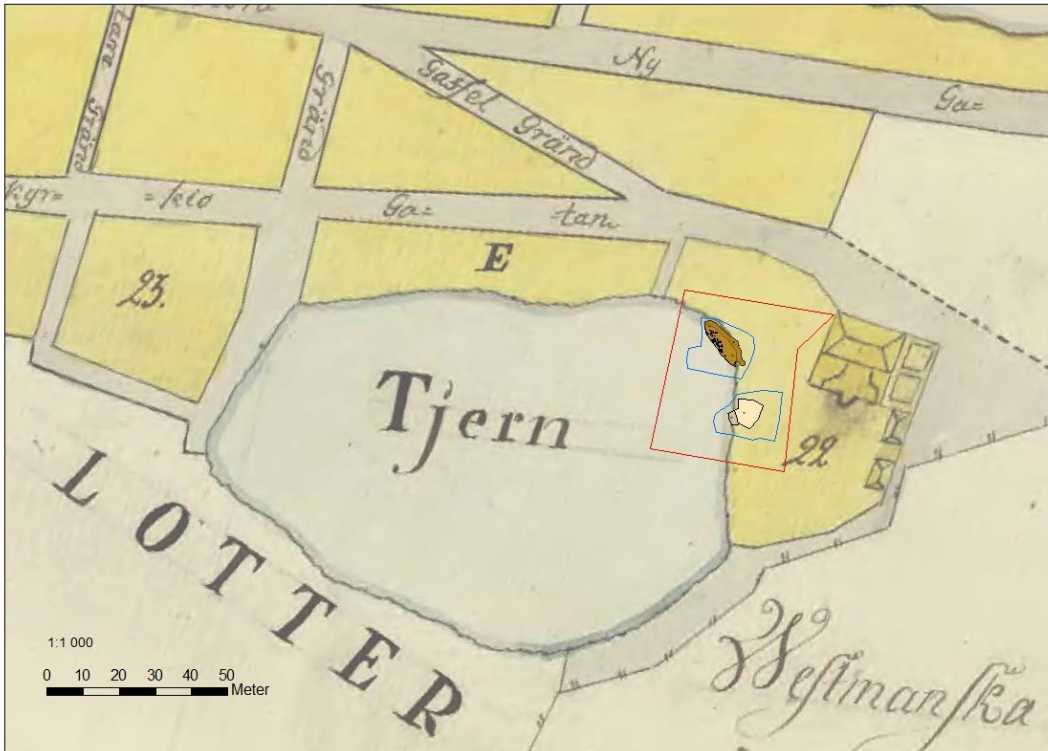 Ny
Ga=
Gaffel Gränd
Gränd
Gränd
Kyr= =kio Ga= tan
E
23.
Tjern
22
LOTTER
Westmanska
1:1 000
0 10 20 30 40 50
Meter